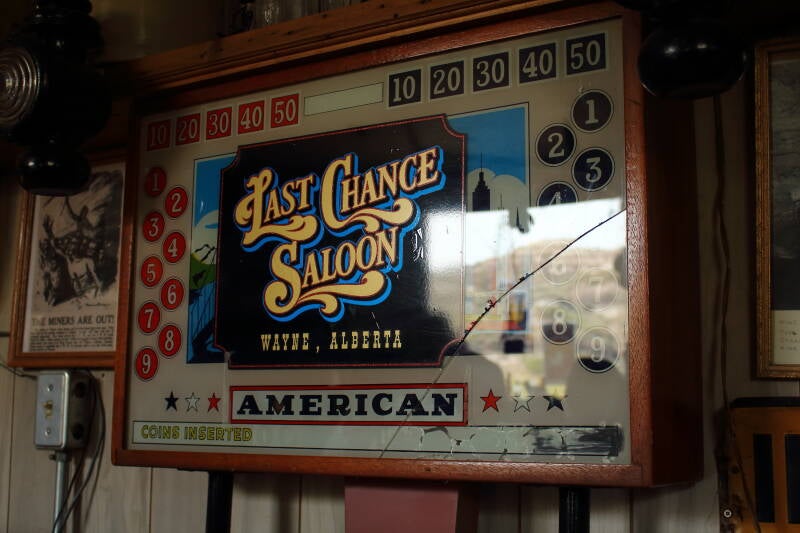 10 20 30 40 50
10 20 30 40 50
1
2
3
4
5
6
7
8
9
1
2
3
4
9
LAST CHANCE
SALOON
WAYNE, ALBERTA
AMERICAN
COINS INSERTED
THE MINERS ARE OUT!